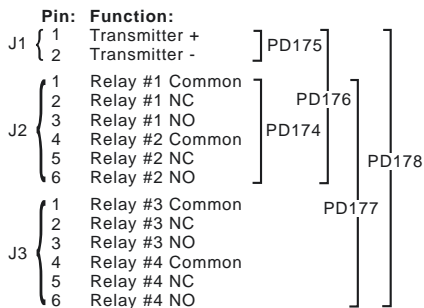 Pin: Function:
J1 { 1 Transmitter +
2 Transmitter -
PD175
J2 { 1 Relay #1 Common
2 Relay #1 NC
3 Relay #1 NO
4 Relay #2 Common
5 Relay #2 NC
6 Relay #2 NO
PD174
PD176
J3 { 1 Relay #3 Common
2 Relay #3 NC
3 Relay #3 NO
4 Relay #4 Common
5 Relay #4 NC
6 Relay #4 NO
PD177
PD178